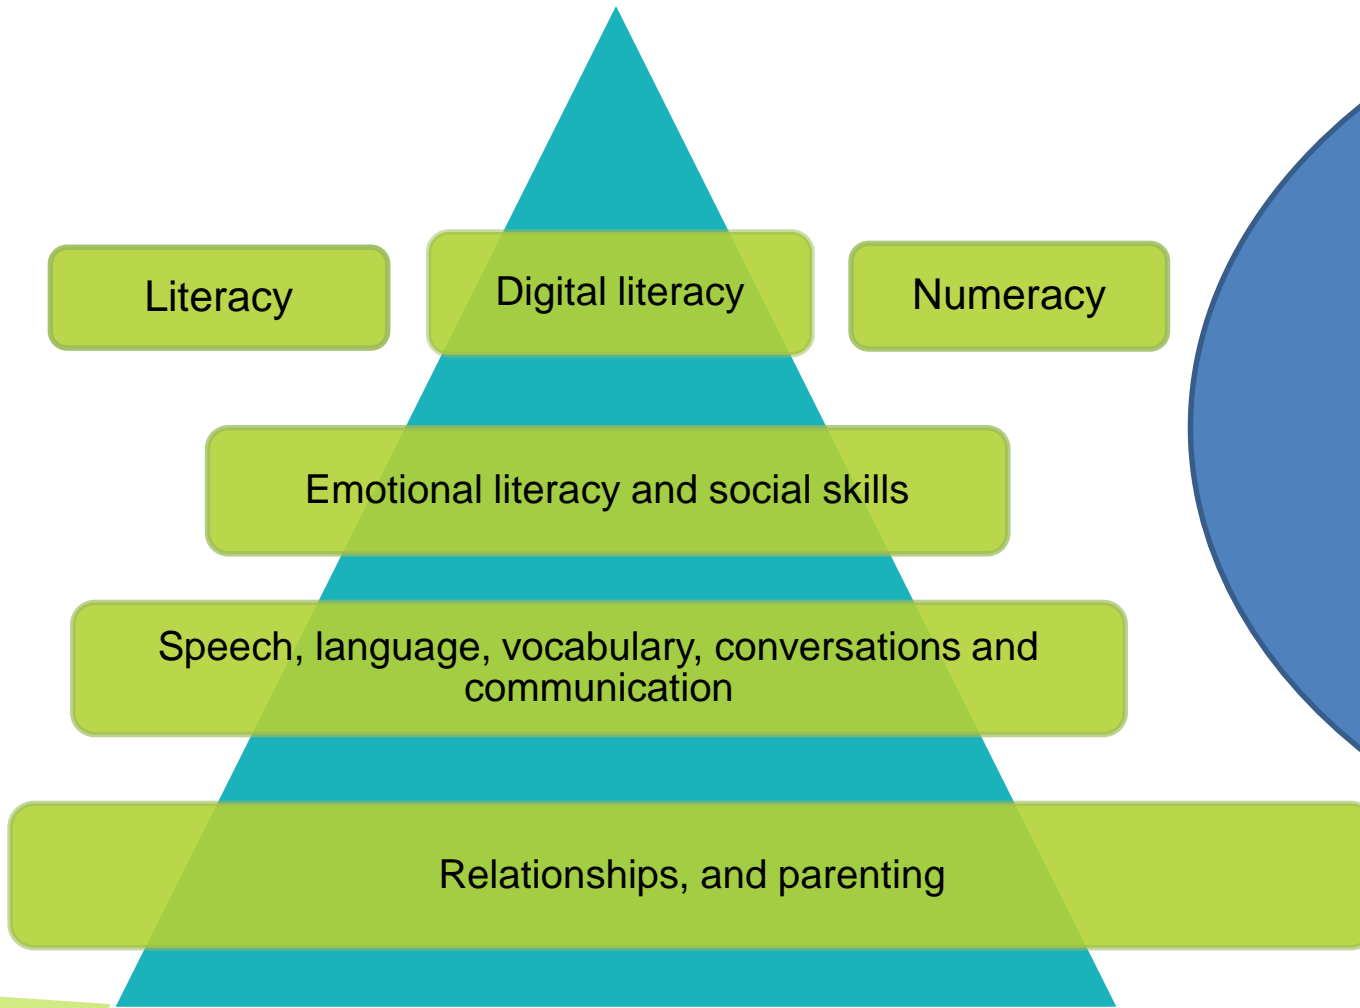 Literacy
Digital literacy
Numeracy
Emotional literacy and social skills
Speech, language, vocabulary, conversations and
communication
Relationships, and parenting